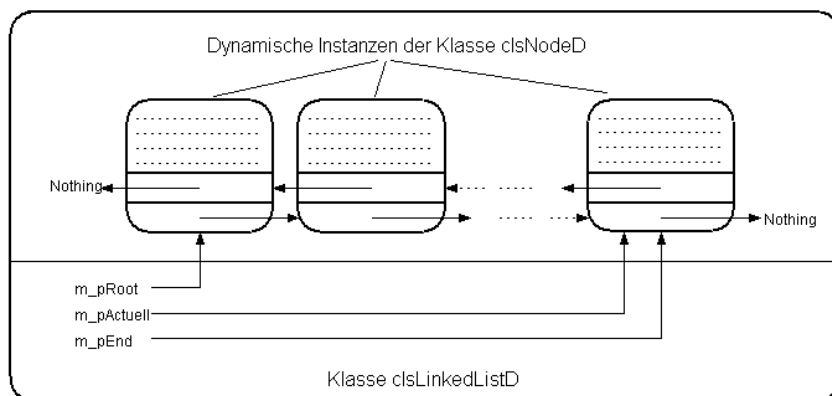 Dynamische Instanzen der Klasse clsNodeD
Nothing
Nothing
m_pRoot
m_pActuell
m_pEnd
Klasse clsLinkedListD